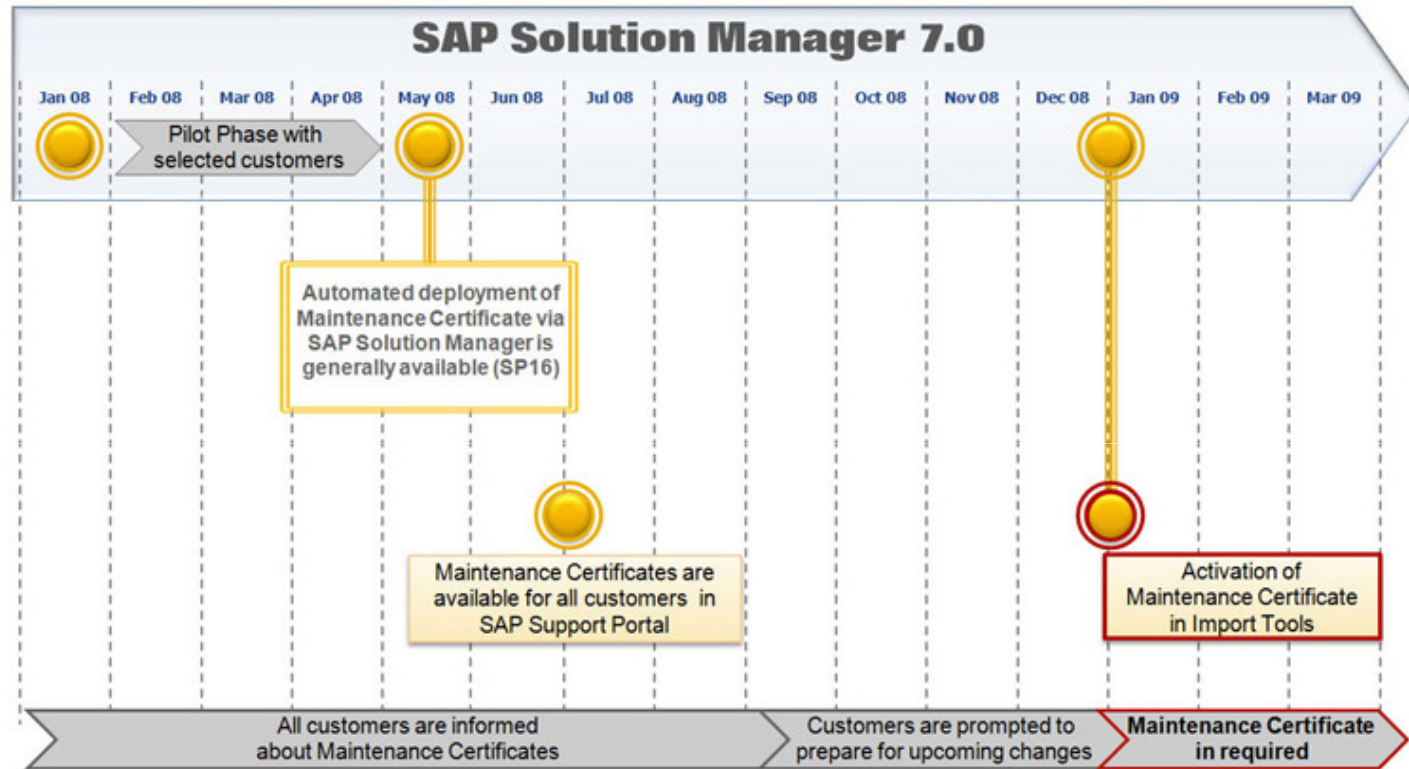 SAP Solution Manager 7.0
Jan 08 Feb 08 Mar 08 Apr 08 May 08 Jun 08 Jul 08 Aug 08 Sep 08 Oct 08 Nov 08 Dec 08 Jan 09 Feb 09 Mar 09
Pilot Phase with
selected customers
Automated deployment of
Maintenance Certificate via
SAP Solution Manager is
generally available (SP16)
Maintenance Certificates are
available for all customers in
SAP Support Portal
Activation of
Maintenance Certificate
in Import Tools
All customers are informed
about Maintenance Certificates
Customers are prompted to
prepare for upcoming changes
Maintenance Certificate
in required